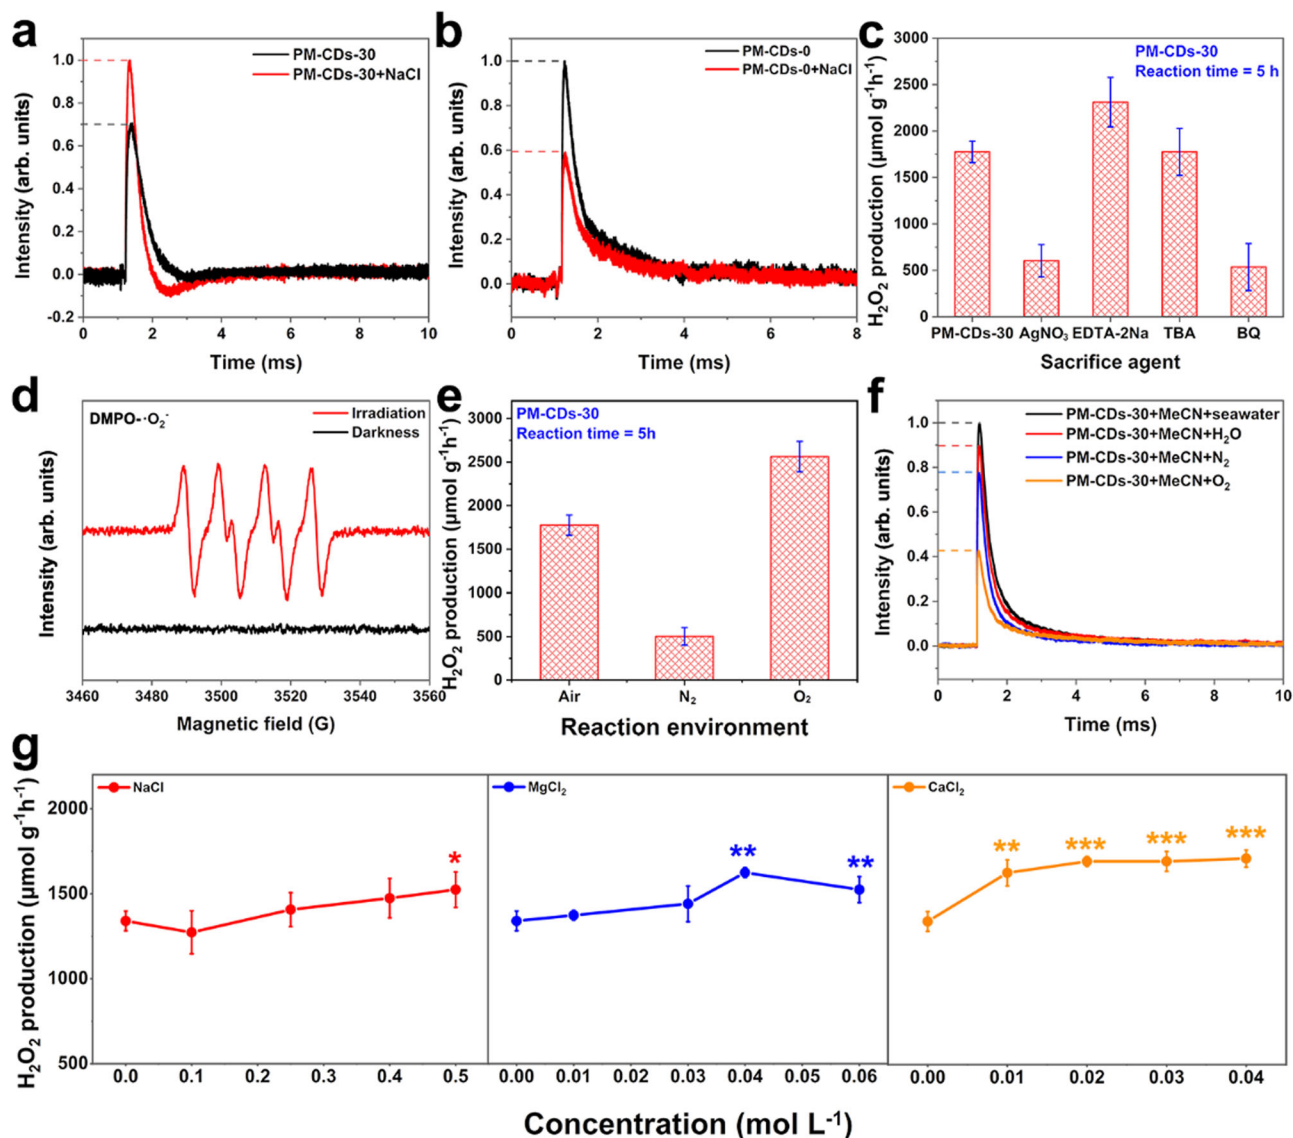 a
PM-CDs-30
PM-CDs-30+NaCl
1.0
0.8
0.6
0.4
0.2
0.0
-0.2
0 2 4 6 8 10
Intensity (arb. units)
Time (ms)
b
PM-CDs-0
PM-CDs-0+NaCl
1.0
0.8
0.6
0.4
0.2
0.0
0 2 4 6 8
Intensity (arb. units)
Time (ms)
c
PM-CDs-30
Reaction time = 5 h
3000
2500
2000
1500
1000
500
0
PM-CDs-30 AgNO₃ EDTA-2Na TBA BQ
H₂O₂ production (μmol g⁻¹h⁻¹)
Sacrifice agent
d
DMPO-·O₂⁻
Irradiation
Darkness
3460 3480 3500 3520 3540 3560
Intensity (arb. units)
Magnetic field (G)
e
PM-CDs-30
Reaction time = 5h
3000
2500
2000
1500
1000
500
0
Air N₂ O₂
H₂O₂ production (μmol g⁻¹h⁻¹)
Reaction environment
f
PM-CDs-30+MeCN+seawater
PM-CDs-30+MeCN+H₂O
PM-CDs-30+MeCN+N₂
PM-CDs-30+MeCN+O₂
1.0
0.8
0.6
0.4
0.2
0.0
0 2 4 6 8 10
Intensity (arb. units)
Time (ms)
g
NaCl
MgCl₂
CaCl₂
*
**
**
**
***
***
***
2000
1500
1000
500
0.0 0.1 0.2 0.3 0.4 0.5
0.00 0.01 0.02 0.03 0.04 0.05 0.06
0.00 0.01 0.02 0.03 0.04
H₂O₂ production (μmol g⁻¹h⁻¹)
Concentration (mol L⁻¹)